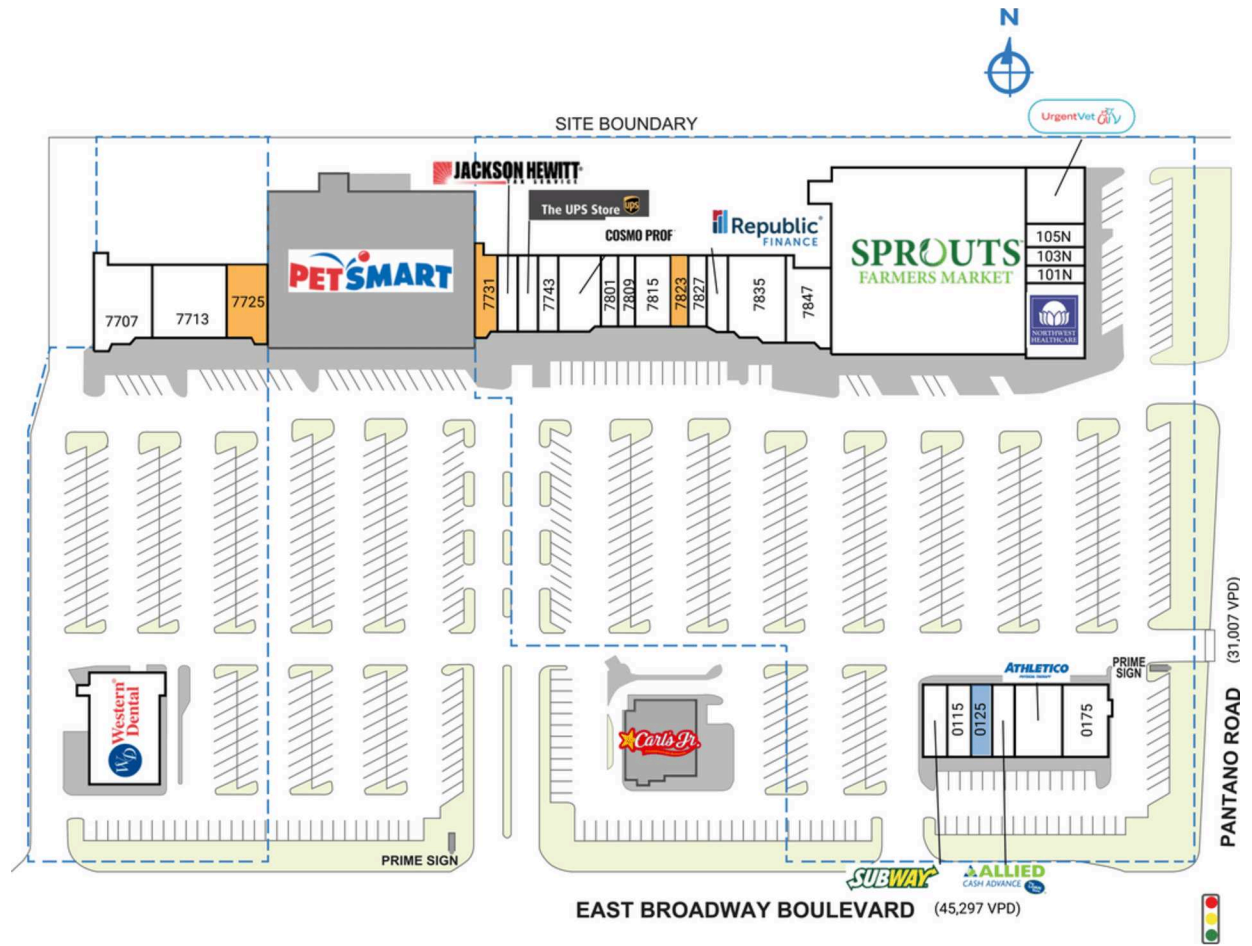 N
UrgentVet
SITE BOUNDARY
JACKSON HEWITT
TAX SERVICE
The UPS Store ups
COSMO PROF
Republic
FINANCE
SPROUTS
FARMERS MARKET
105N
103N
101N
NORTHWEST
HEALTHCARE
PETSMART
7707
7713
7725
7731
7743
7801
7809
7815
7823
7827
7835
7847
(31,007 VPD)
PANTANO ROAD
Western
Dental
WD
Carl's Jr.
ATHLETICO
PHYSICAL THERAPY
PRIME
SIGN
0115
0125
0175
PRIME SIGN
SUBWAY
ALLIED
CASH ADVANCE
EAST BROADWAY BOULEVARD (45,297 VPD)